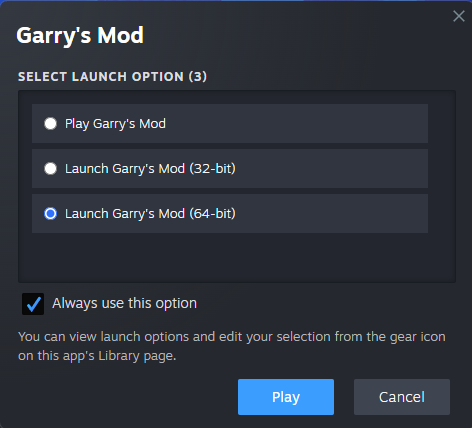 Garry's Mod
SELECT LAUNCH OPTION (3)
Play Garry's Mod
Launch Garry's Mod (32-bit)
Launch Garry's Mod (64-bit)
Always use this option
You can view launch options and edit your selection from the gear icon
on this app's Library page.
Play
Cancel